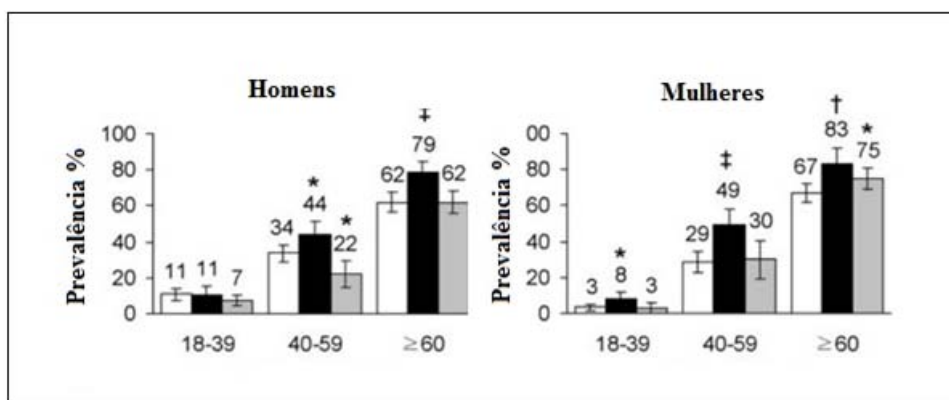 Homens
Prevalência %
100
80
60
40
20
0
11 11 7
34 * 44 * 22
62 ‡ 79 62
18-39 40-59 ≥60
Mulheres
Prevalência %
00
80
60
40
20
0
3 * 8 3
29 ‡ 49 30
67 † 83 * 75
18-39 40-59 ≥60